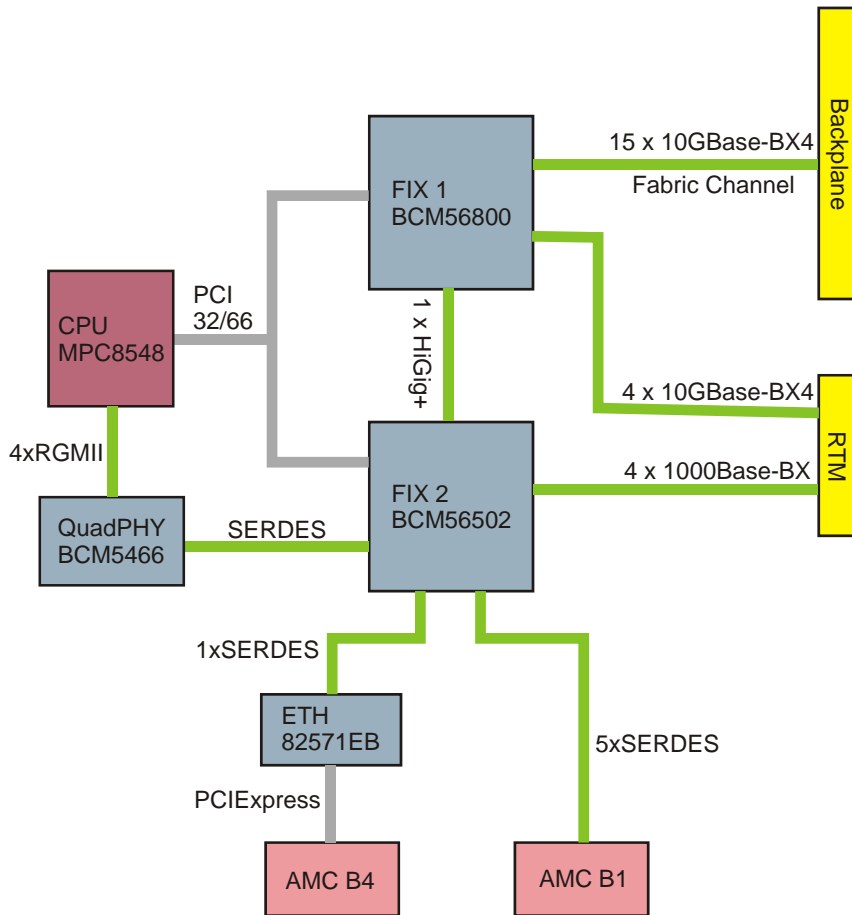 15 x 10GBase-BX4
Fabric Channel
Backplane
FIX 1
BCM56800
PCI
32/66
CPU
MPC8548
1 x HiGig+
4 x 10GBase-BX4
RTM
4 x 1000Base-BX
4xRGMII
FIX 2
BCM56502
QuadPHY
BCM5466
SERDES
1xSERDES
ETH
82571EB
5xSERDES
PCIExpress
AMC B4
AMC B1